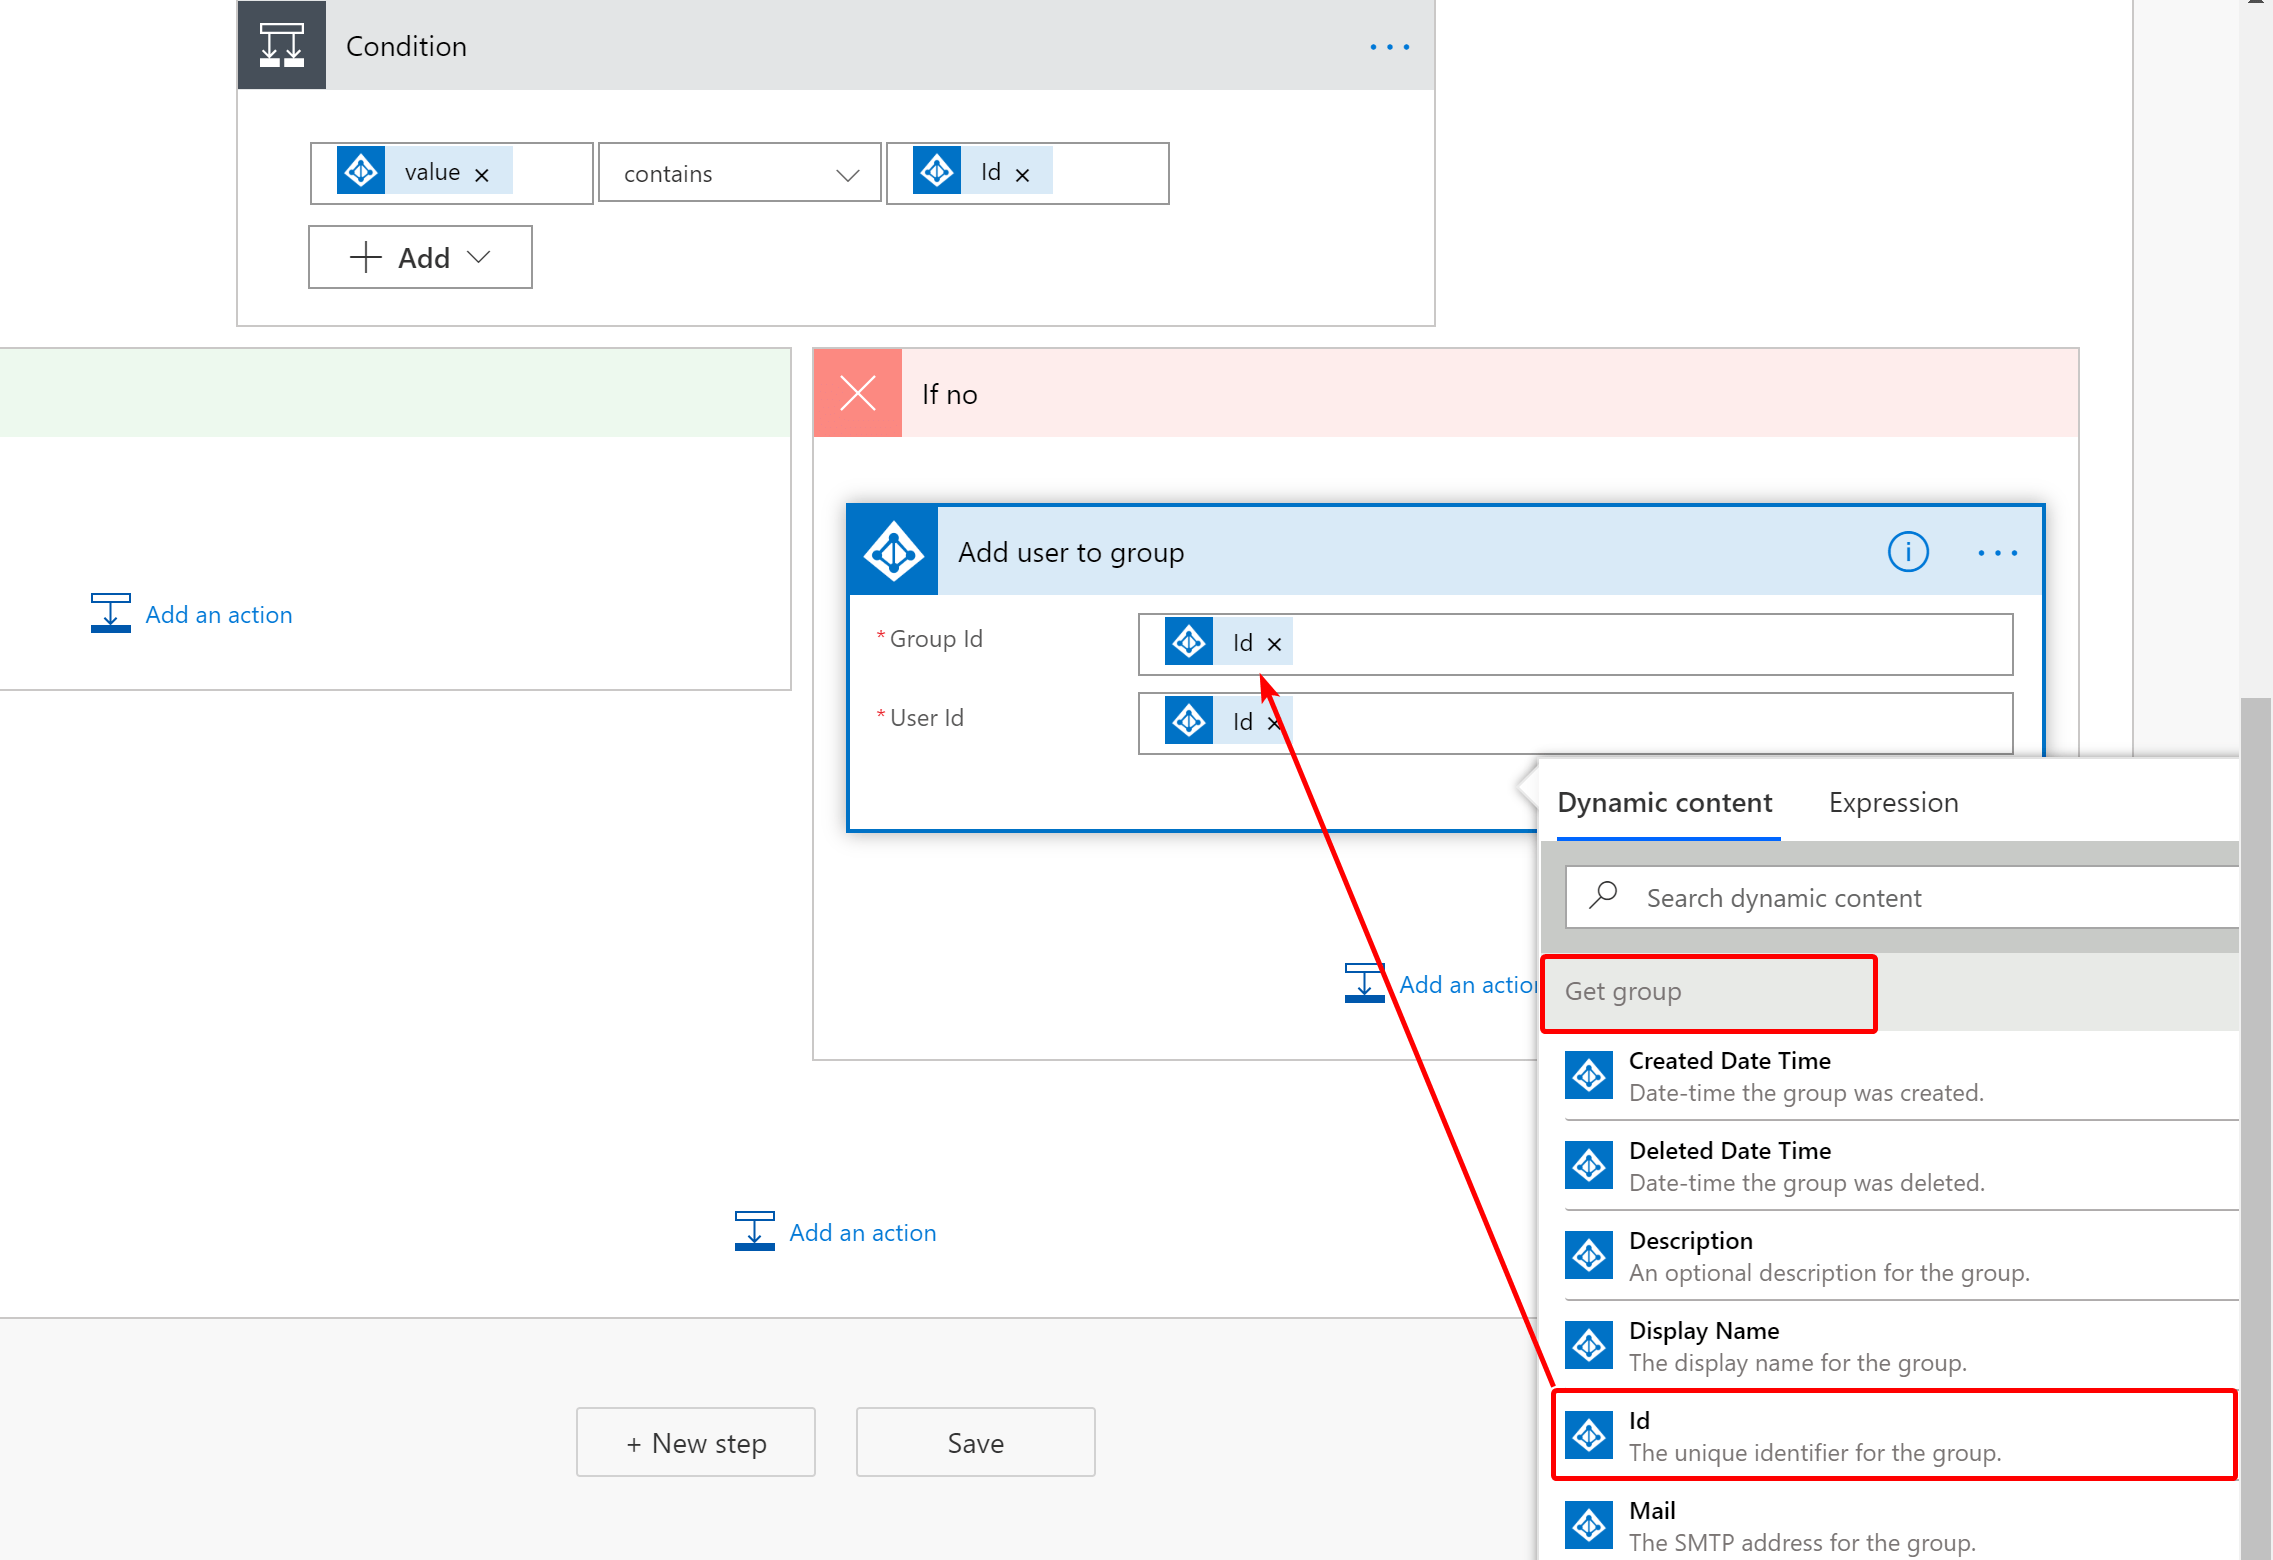 Condition
value ×
contains
Id ×
Add
If no
Add user to group
Add an action
* Group Id
Id ×
* User Id
Id ×
Dynamic content
Expression
Search dynamic content
Add an action
Get group
Created Date Time
Date-time the group was created.
Deleted Date Time
Date-time the group was deleted.
Add an action
Description
An optional description for the group.
Display Name
The display name for the group.
+ New step
Save
Id
The unique identifier for the group.
Mail
The SMTP address for the group.